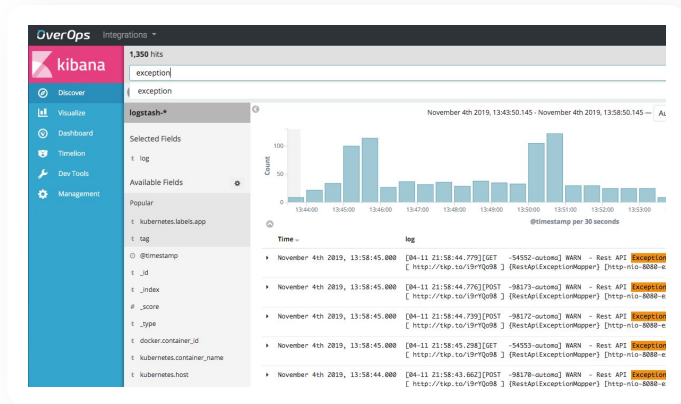 OverOps Integrations
kibana
Discover
Visualize
Dashboard
Timelion
Dev Tools
Management
1,350 hits
exception
exception
logstash-*
Selected Fields
t log
Available Fields
Popular
t kubernetes.labels.app
t tag
@timestamp
t _id
t _index
# _score
t _type
t docker.container_id
t kubernetes.container_name
t kubernetes.host
November 4th 2019, 13:43:50.145 - November 4th 2019, 13:58:50.145 — Au
Count
100
50
0
13:44:00 13:45:00 13:46:00 13:47:00 13:48:00 13:49:00 13:50:00 13:51:00 13:52:00 13:53:00
@timestamp per 30 seconds
Time log
November 4th 2019, 13:58:45.000 [04-11 21:58:44.779][GET -54552-automa] WARN - Rest API Exception
[ http://tkp.to/i9rYQo98 ] {RestApiExceptionMapper} [http-nio-8080-e
November 4th 2019, 13:58:45.000 [04-11 21:58:44.776][POST -98173-automa] WARN - Rest API Exception
[ http://tkp.to/i9rYQo98 ] {RestApiExceptionMapper} [http-nio-8080-e
November 4th 2019, 13:58:45.000 [04-11 21:58:44.739][POST -98172-automa] WARN - Rest API Exception
[ http://tkp.to/i9rYQo98 ] {RestApiExceptionMapper} [http-nio-8080-e
November 4th 2019, 13:58:45.000 [04-11 21:58:45.298][GET -54553-automa] WARN - Rest API Exception
[ http://tkp.to/i9rYQo98 ] {RestApiExceptionMapper} [http-nio-8080-e
November 4th 2019, 13:58:44.000 [04-11 21:58:43.662][POST -98170-automa] WARN - Rest API Exception
[ http://tkp.to/i9rYQo98 ] {RestApiExceptionMapper} [http-nio-8080-e